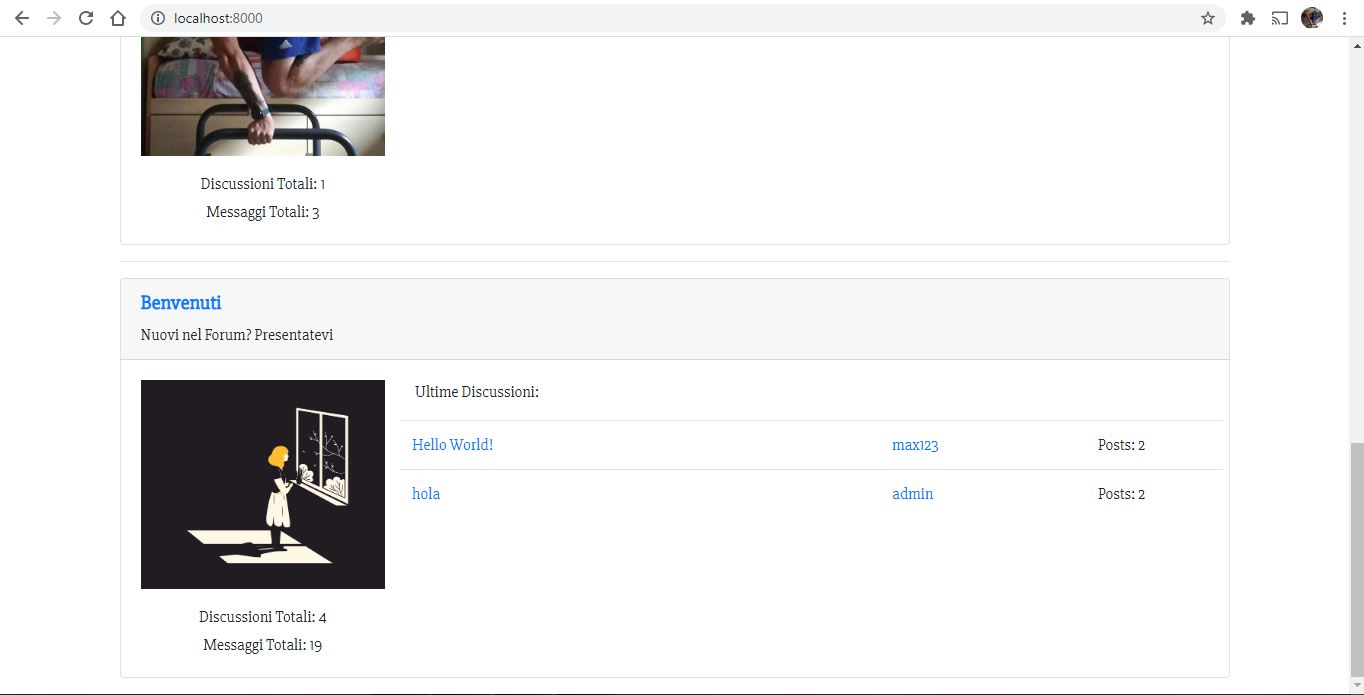 localhost:8000
Discussioni Totali: 1
Messaggi Totali: 3
Benvenuti
Nuovi nel Forum? Presentatevi
Ultime Discussioni:
Hello World! max123 Posts: 2
hola admin Posts: 2
Discussioni Totali: 4
Messaggi Totali: 19